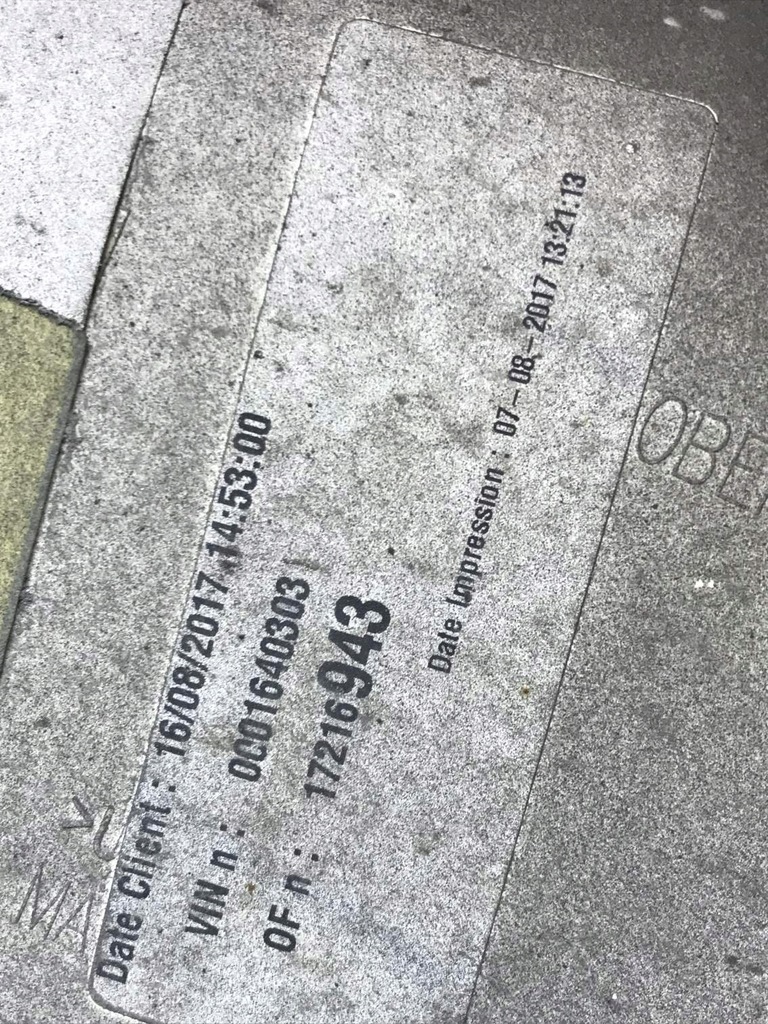 Date Client : 16/08/2017 14:53:00
VIN n : 0001640303
OF n : 17216943
Date Impression : 07-08-2017 13:21:13
OBE
MA